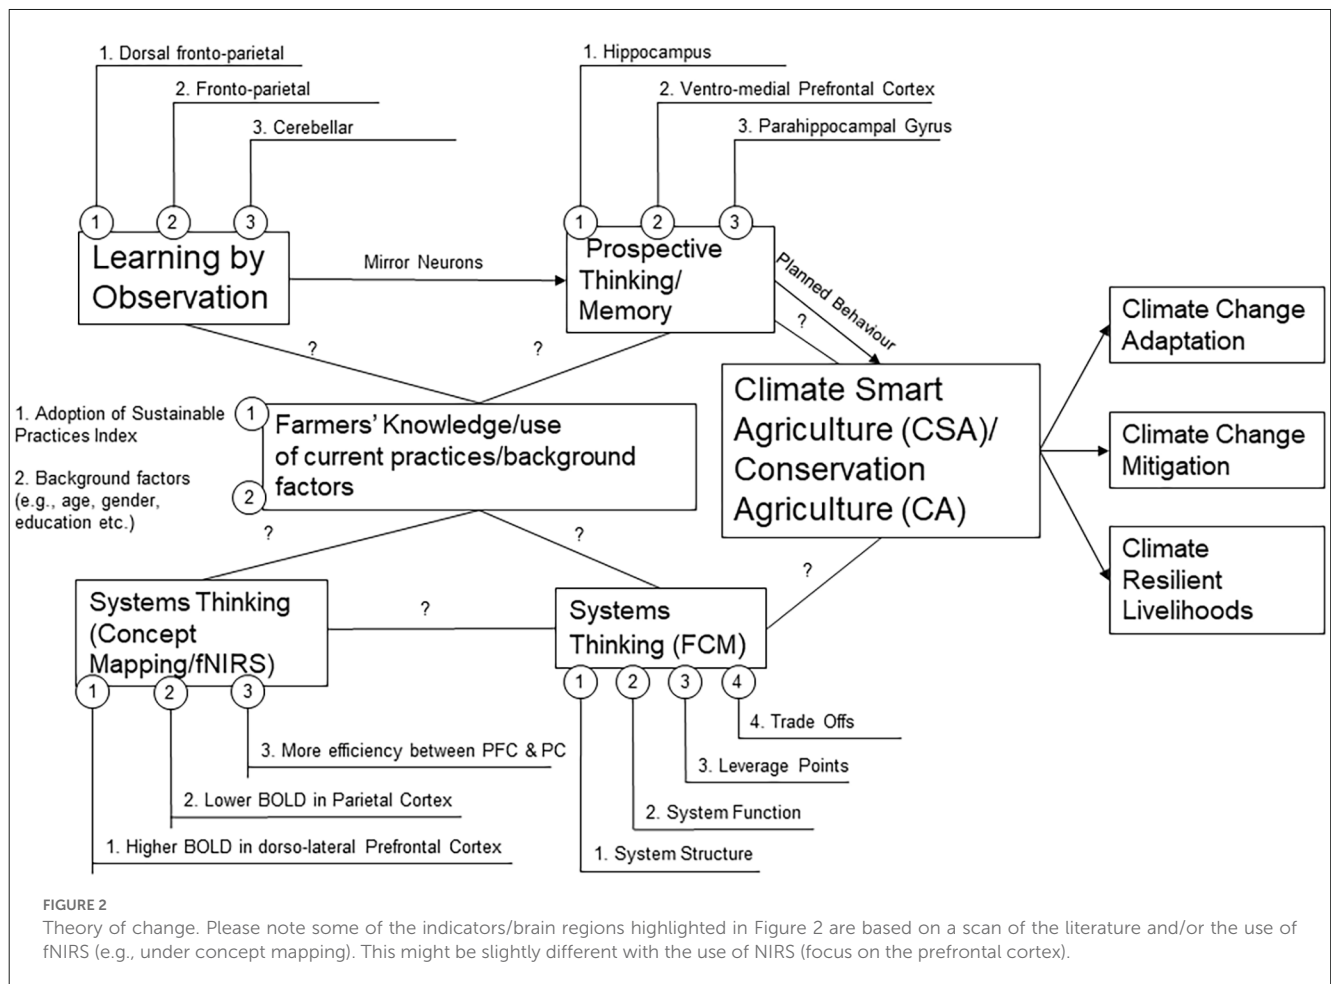 1. Dorsal fronto-parietal
2. Fronto-parietal
3. Cerebellar
1
2
3
Learning by
Observation
Mirror Neurons
1. Hippocampus
2. Ventro-medial Prefrontal Cortex
3. Parahippocampal Gyrus
1
2
3
Prospective
Thinking/
Memory
Planned Behaviour
?
?
?
1. Adoption of Sustainable
Practices Index
2. Background factors
(e.g., age, gender,
education etc.)
1
2
Farmers' Knowledge/use
of current practices/background
factors
Climate Smart
Agriculture (CSA)/
Conservation
Agriculture (CA)
Climate Change
Adaptation
Climate Change
Mitigation
Climate
Resilient
Livelihoods
?
?
?
?
Systems Thinking
(Concept
Mapping/fNIRS)
1
2
3
3. More efficiency between PFC & PC
2. Lower BOLD in Parietal Cortex
1. Higher BOLD in dorso-lateral Prefrontal Cortex
Systems
Thinking (FCM)
1
2
3
4
4. Trade Offs
3. Leverage Points
2. System Function
1. System Structure
FIGURE 2
Theory of change. Please note some of the indicators/brain regions highlighted in Figure 2 are based on a scan of the literature and/or the use of
fNIRS (e.g., under concept mapping). This might be slightly different with the use of NIRS (focus on the prefrontal cortex).